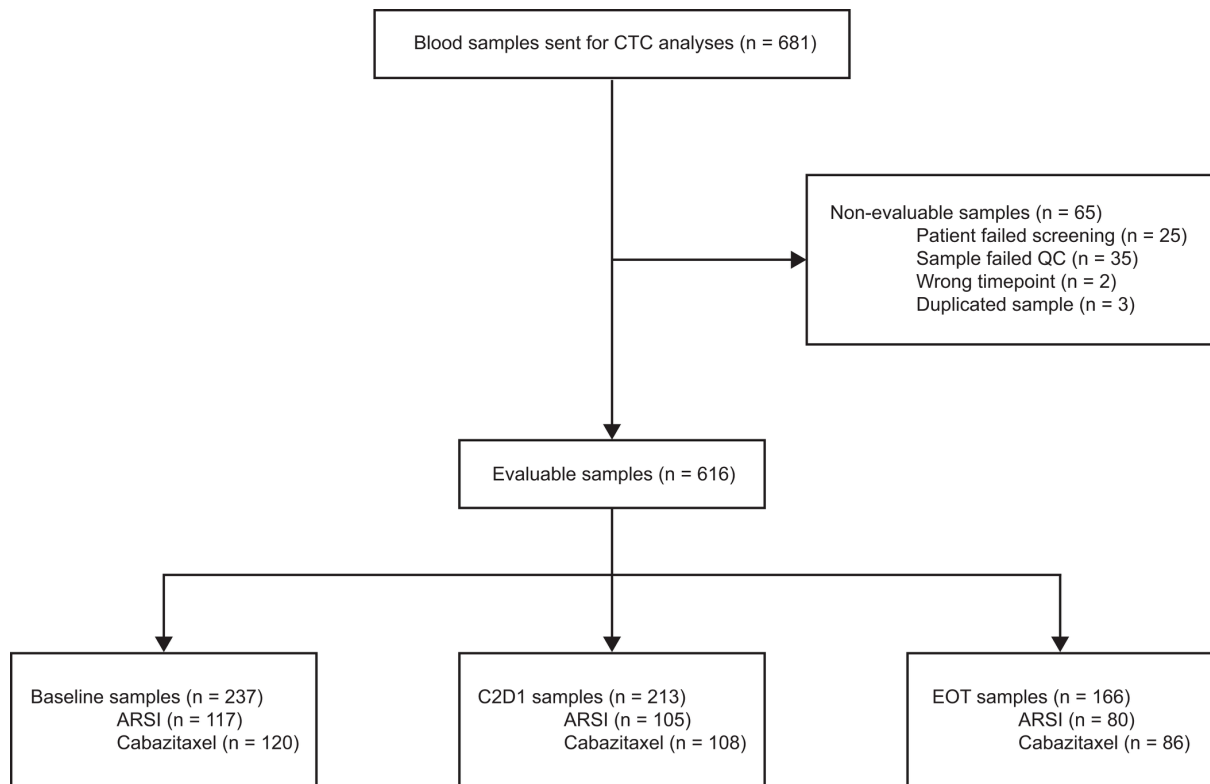 Blood samples sent for CTC analyses (n = 681)
Non-evaluable samples (n = 65)
Patient failed screening (n = 25)
Sample failed QC (n = 35)
Wrong timepoint (n = 2)
Duplicated sample (n = 3)
Evaluable samples (n = 616)
Baseline samples (n = 237)
ARSI (n = 117)
Cabazitaxel (n = 120)
C2D1 samples (n = 213)
ARSI (n = 105)
Cabazitaxel (n = 108)
EOT samples (n = 166)
ARSI (n = 80)
Cabazitaxel (n = 86)